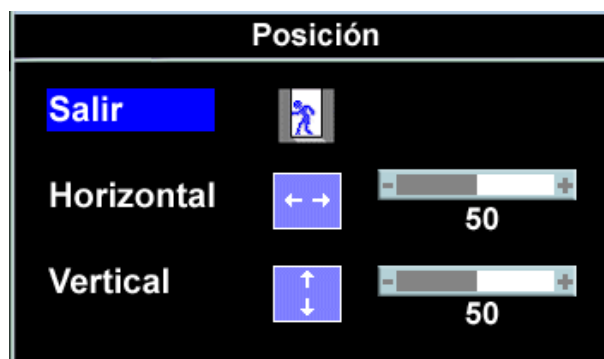 Posición
Salir
Horizontal
- +
50
Vertical
- +
50